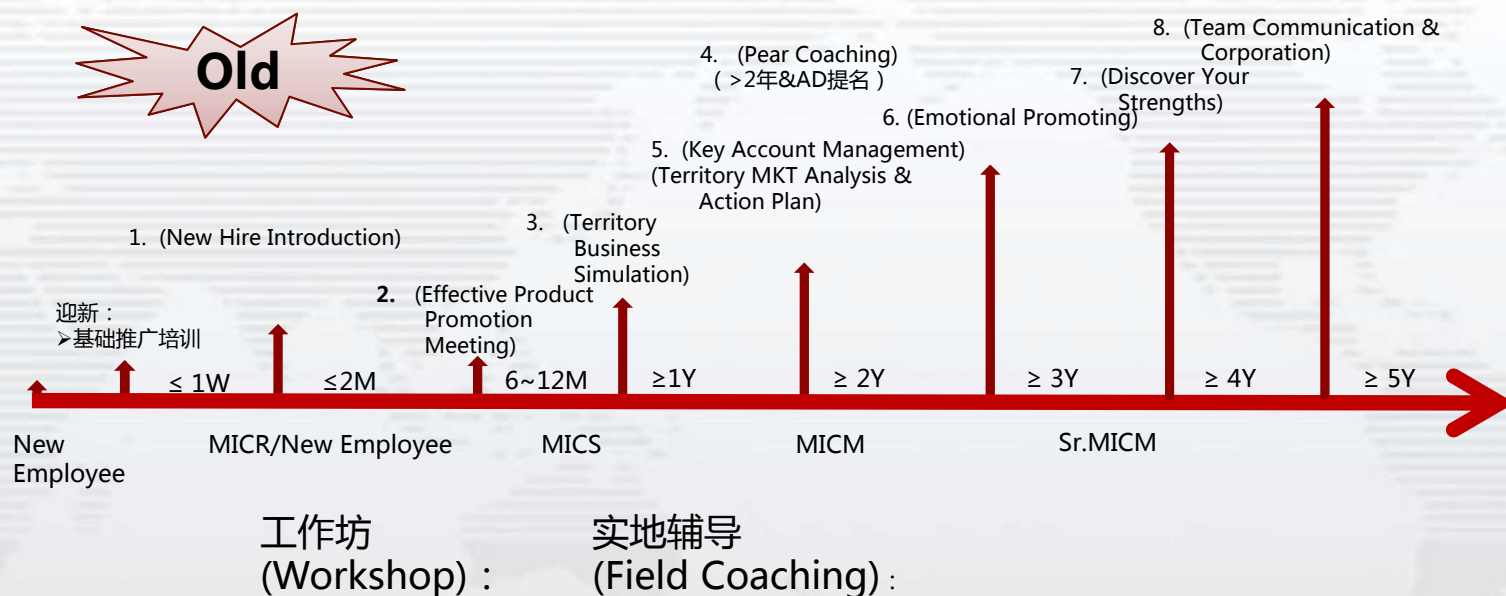 Old
8. (Team Communication &
Corporation)
4. (Pear Coaching)
( >2年&AD提名 )
7. (Discover Your
Strengths)
6. (Emotional Promoting)
5. (Key Account Management)
(Territory MKT Analysis &
Action Plan)
1. (New Hire Introduction)
3. (Territory
Business
Simulation)
2. (Effective Product
Promotion
Meeting)
迎新：
➢基础推广培训
≤ 1W
≤2M
6~12M
≥1Y
≥ 2Y
≥ 3Y
≥ 4Y
≥ 5Y
New
Employee
MICR/New Employee
MICS
MICM
Sr.MICM
工作坊
(Workshop)：
实地辅导
(Field Coaching)：